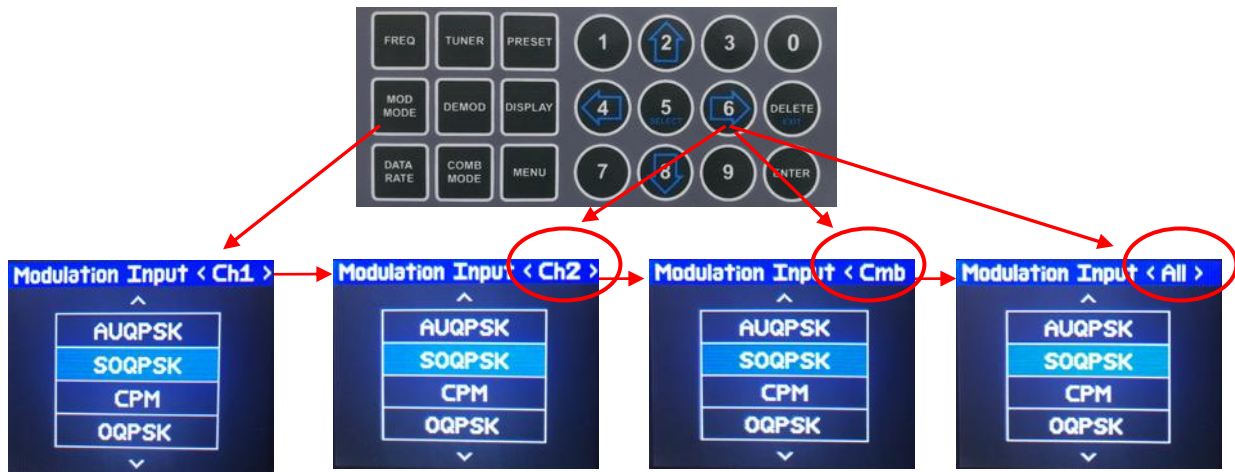 FREQ TUNER PRESET 1 2 3 0
MOD MODE DEMOD DISPLAY 4 5 SELECT 6 DELETE EXIT
DATA RATE COMB MODE MENU 7 8 9 ENTER
Modulation Input < Ch1 >
AUQPSK
SOQPSK
CPM
OQPSK
Modulation Input < Ch2 >
AUQPSK
SOQPSK
CPM
OQPSK
Modulation Input < Cmb
AUQPSK
SOQPSK
CPM
OQPSK
Modulation Input < All >
AUQPSK
SOQPSK
CPM
OQPSK